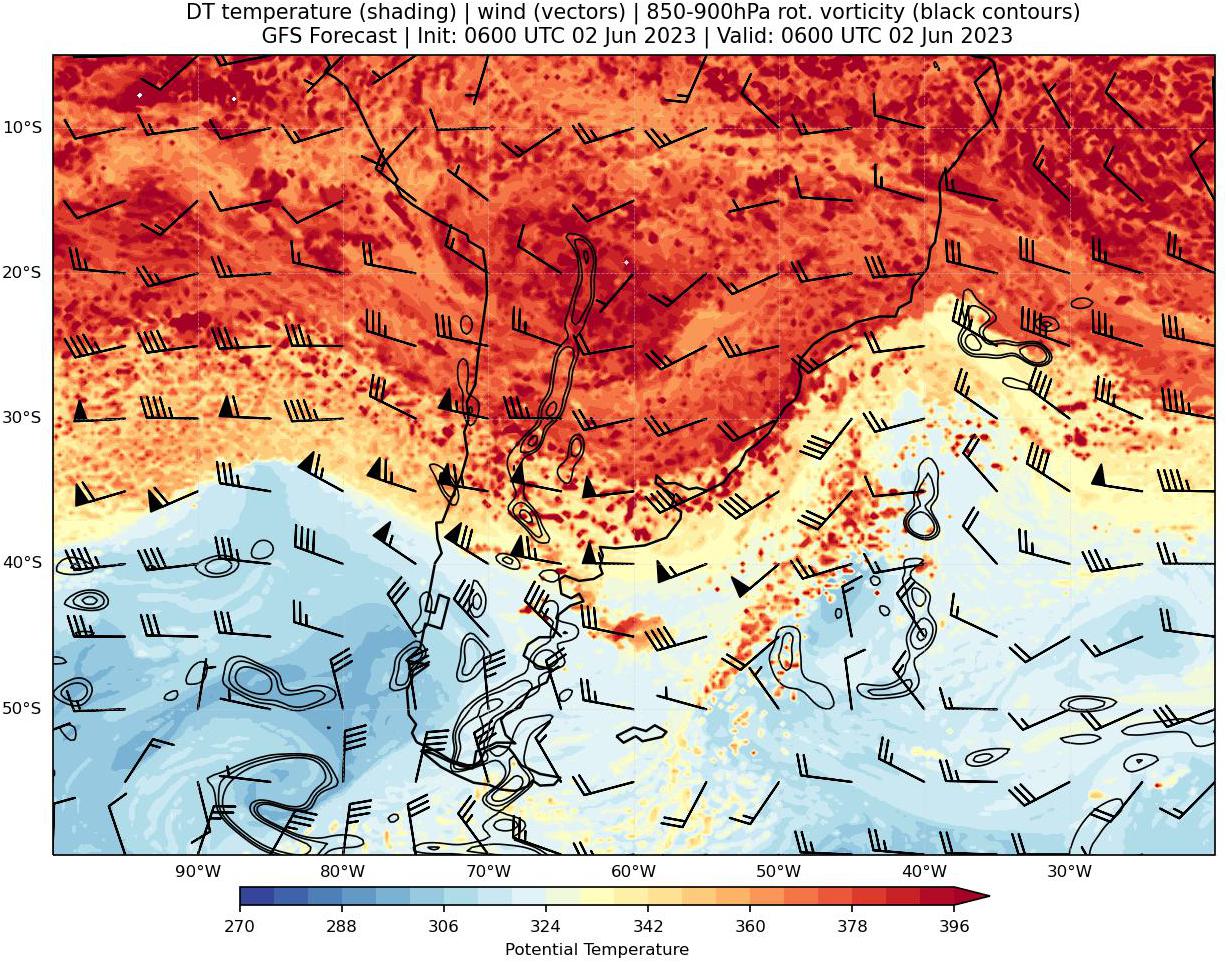 DT temperature (shading) | wind (vectors) | 850-900hPa rot. vorticity (black contours)
GFS Forecast | Init: 0600 UTC 02 Jun 2023 | Valid: 0600 UTC 02 Jun 2023
10°S
20°S
30°S
40°S
50°S
90°W 80°W 70°W 60°W 50°W 40°W 30°W
270 288 306 324 342 360 378 396
Potential Temperature